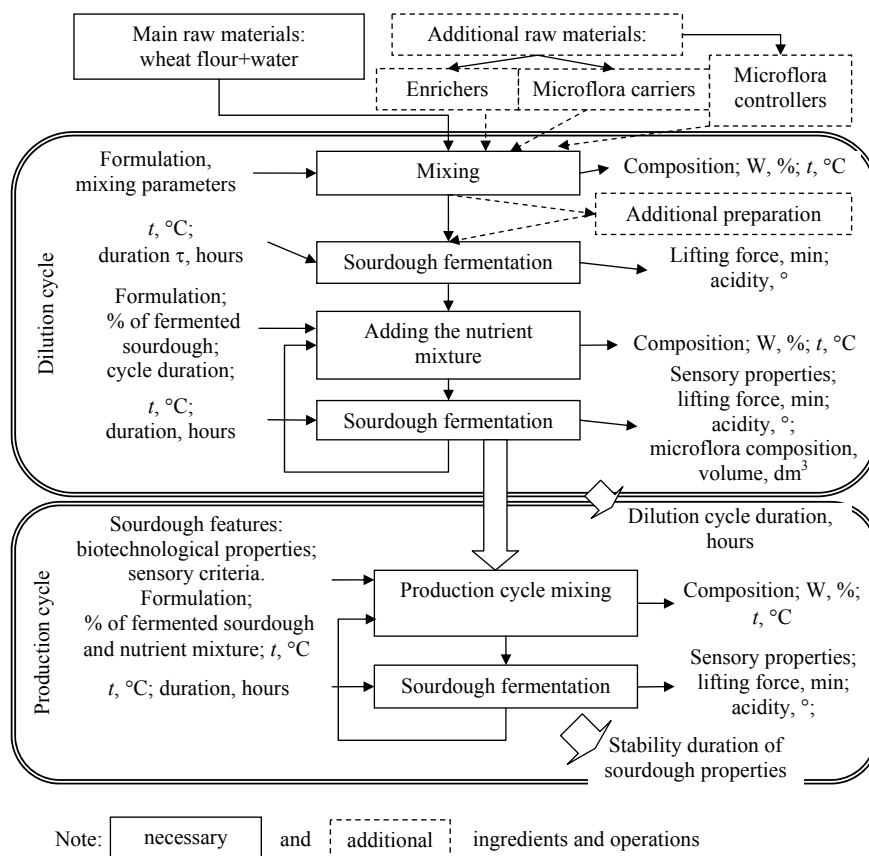 Main raw materials:
wheat flour+water
Additional raw materials:
Enrichers
Microflora carriers
Microflora
controllers
Dilution cycle
Formulation,
mixing parameters
Mixing
Composition; W, %; t, °C
Additional preparation
t, °C;
duration τ, hours
Sourdough fermentation
Lifting force, min;
acidity, °
Formulation;
% of fermented
sourdough;
cycle duration;
Adding the nutrient
mixture
Composition; W, %; t, °C
t, °C;
duration, hours
Sourdough fermentation
Sensory properties;
lifting force, min;
acidity, °;
microflora composition,
volume, dm³
Dilution cycle duration,
hours
Production cycle
Sourdough features:
biotechnological properties;
sensory criteria.
Formulation;
% of fermented sourdough
and nutrient mixture; t, °C
Production cycle mixing
Composition; W, %;
t, °C
t, °C; duration, hours
Sourdough fermentation
Sensory properties;
lifting force, min;
acidity, °;
Stability duration of
sourdough properties
Note: necessary and additional ingredients and operations